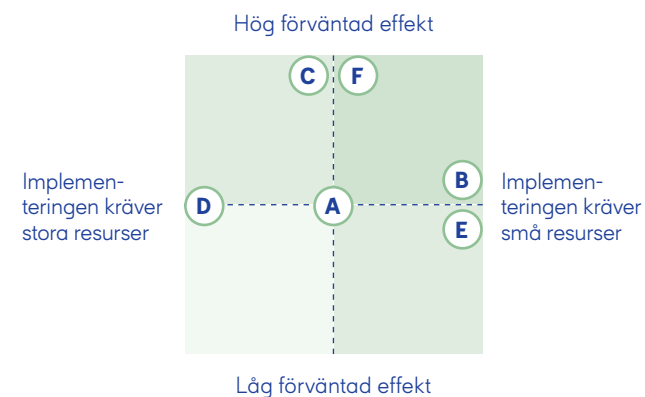 Hög förväntad effekt
C
F
B
Implemen-
teringen kräver
stora resurser
D
A
Implemen-
teringen kräver
små resurser
E
Låg förväntad effekt